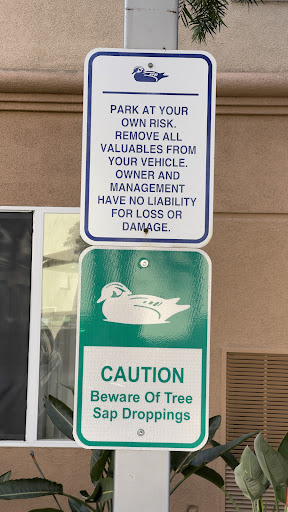 PARK AT YOUR
OWN RISK.
REMOVE ALL
VALUABLES FROM
YOUR VEHICLE.
OWNER AND
MANAGEMENT
HAVE NO LIABILITY
FOR LOSS OR
DAMAGE.
CAUTION
Beware Of Tree
Sap Droppings